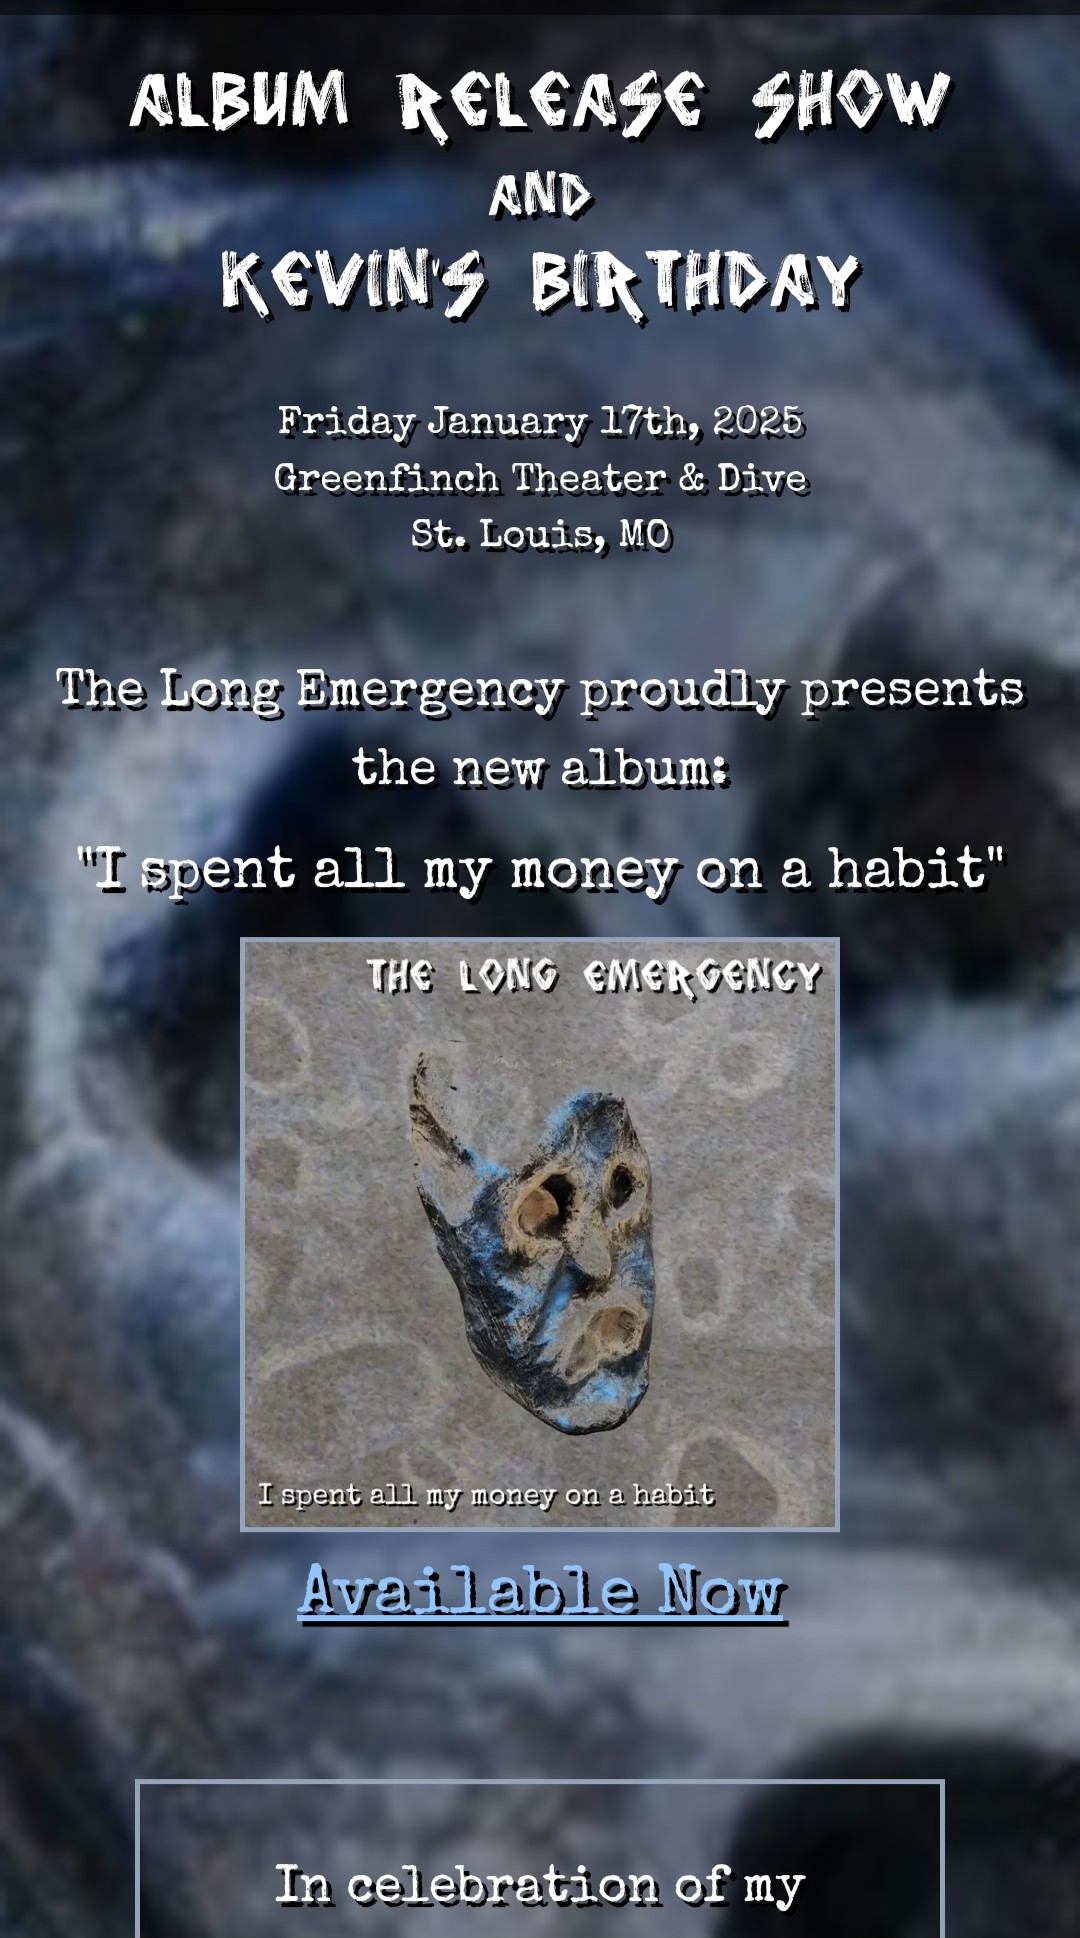 ALBUM RELEASE SHOW
AND
KEVIN'S BIRTHDAY
Friday January 17th, 2025
Greenfinch Theater & Dive
St. Louis, MO
The Long Emergency proudly presents
the new album:
"I spent all my money on a habit"
THE LONG EMERGENCY
I spent all my money on a habit
Available Now
In celebration of my